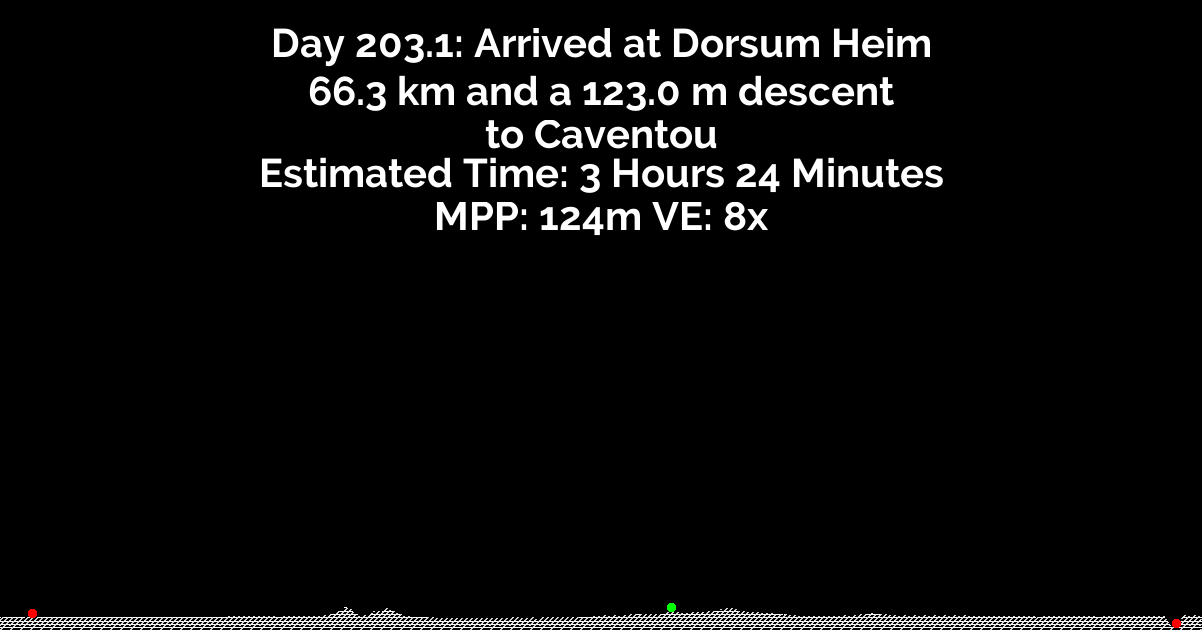 Day 203.1: Arrived at Dorsum Heim
66.3 km and a 123.0 m descent
to Caventou
Estimated Time: 3 Hours 24 Minutes
MPP: 124m VE: 8x